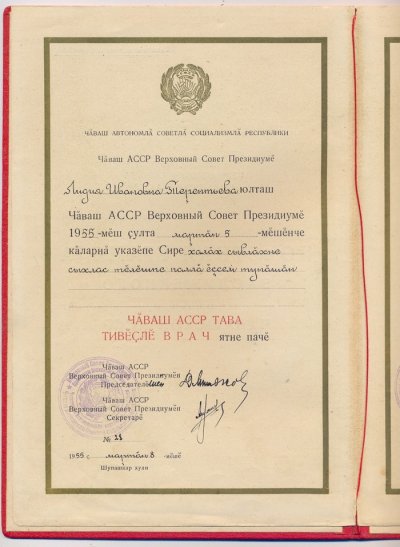 ЧӐВАШ АВТОНОМЛӐ СОВЕТЛӐ СОЦИАЛИЗМЛӐ РЕСПУБЛИКИ
Чӑваш АССР Верховный Совет Президиумӗ
Лидия Ивановна Терентьева юлташ
Чӑваш АССР Верховный Совет Президиумӗ
1955-мӗш ҫулта мартӑн 5 -мӗшӗнче
кӑларнӑ указӗпе Сире халӑх сывлӑхне
сыхлас тӗлӗшпе паллӑ ӗҫсем тунӑшӑн
ЧӐВАШ АССР ТАВА
ТИВӖҪЛӖ ВРАЧ ятне пачӗ
Чӑваш АССР
Верховный Совет Президиумӗн
Председателӗ
Чӑваш АССР
Верховный Совет Президиумӗн
Секретарӗ
№ 28
1955 с мартӑн 8 -мӗшӗ
Шупашкар хули